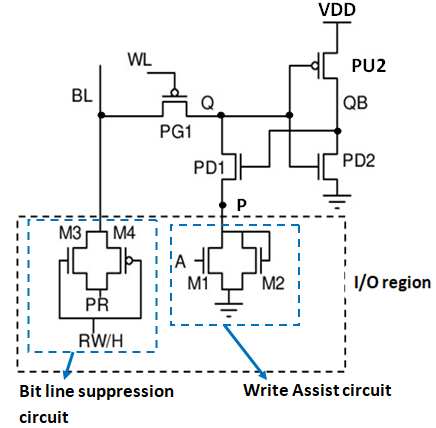 VDD
WL
PU2
BL
Q
QB
PG1
PD1
PD2
P
M3
M4
A
M1
M2
I/O region
PR
RW/H
Bit line suppression
circuit
Write Assist circuit